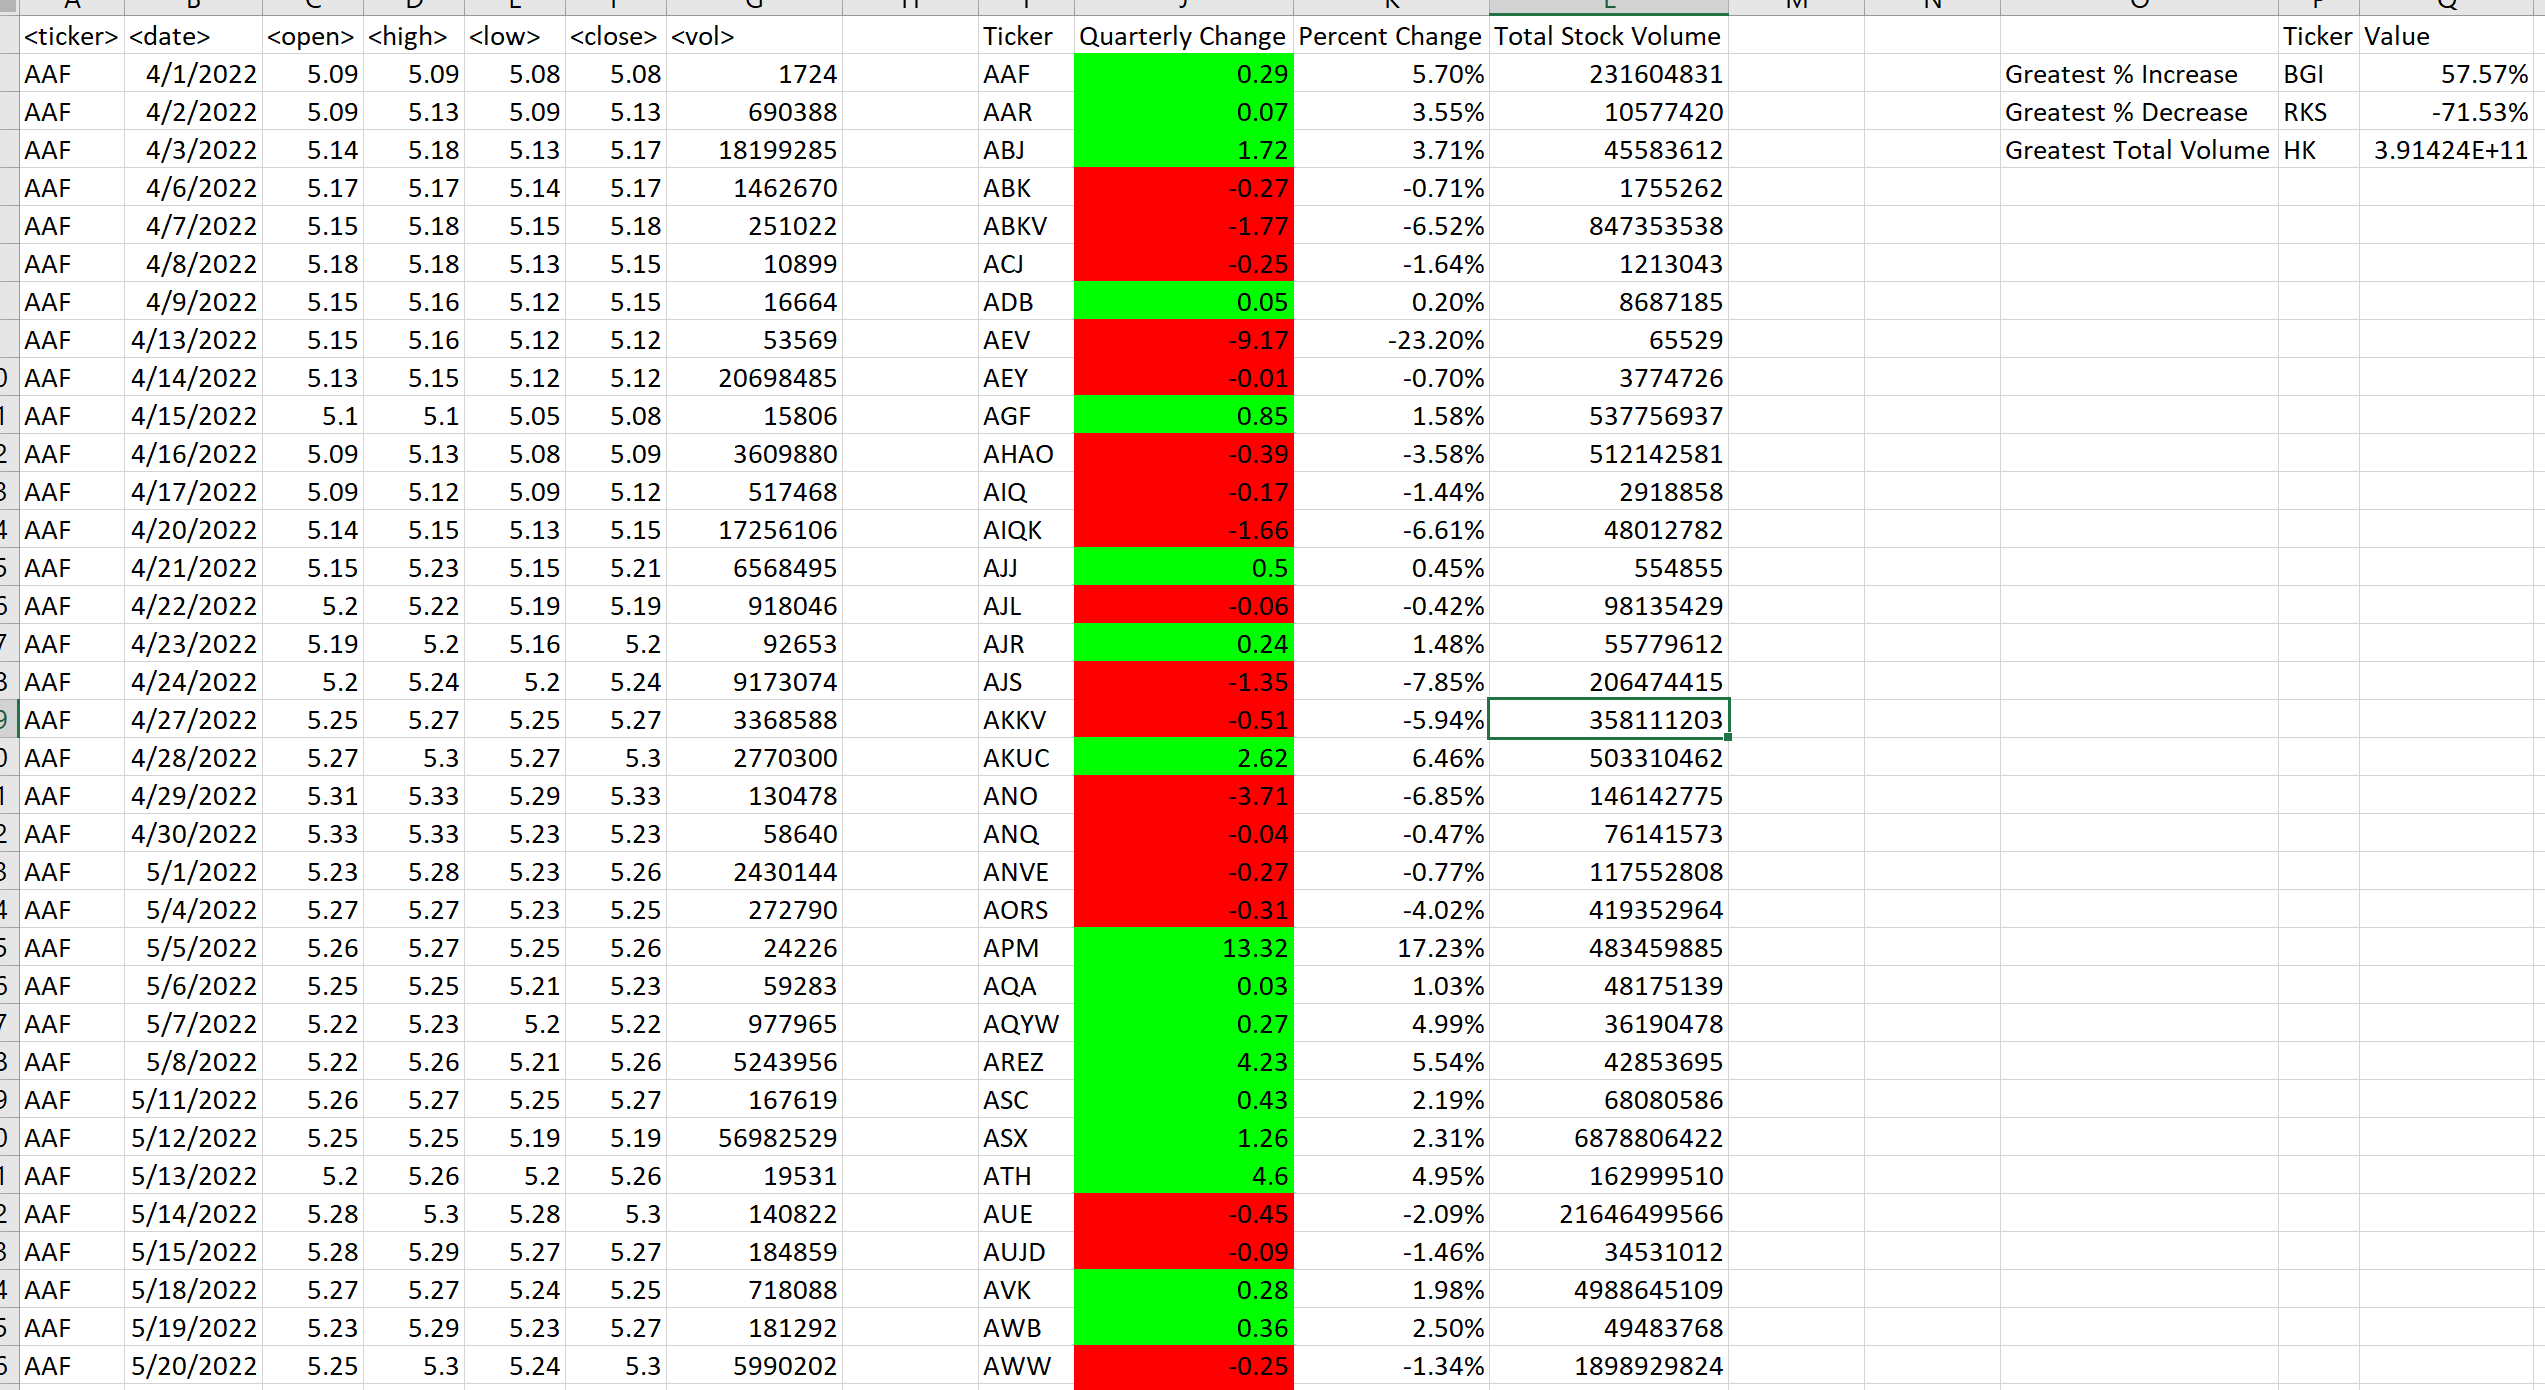 <ticker> <date> <open> <high> <low> <close> <vol> Ticker Quarterly Change Percent Change Total Stock Volume Ticker Value
AAF 4/1/2022 5.09 5.09 5.08 5.08 1724 AAF 0.29 5.70% 231604831 Greatest % Increase BGI 57.57%
AAF 4/2/2022 5.09 5.13 5.09 5.13 690388 AAR 0.07 3.55% 10577420 Greatest % Decrease RKS -71.53%
AAF 4/3/2022 5.14 5.18 5.13 5.17 18199285 ABJ 1.72 3.71% 45583612 Greatest Total Volume HK 3.91424E+11
AAF 4/6/2022 5.17 5.17 5.14 5.17 1462670 ABK -0.27 -0.71% 1755262
AAF 4/7/2022 5.15 5.18 5.15 5.18 251022 ABKV -1.77 -6.52% 847353538
AAF 4/8/2022 5.18 5.18 5.13 5.15 10899 ACJ -0.25 -1.64% 1213043
AAF 4/9/2022 5.15 5.16 5.12 5.15 16664 ADB 0.05 0.20% 8687185
AAF 4/13/2022 5.15 5.16 5.12 5.12 53569 AEV -9.17 -23.20% 65529
AAF 4/14/2022 5.13 5.15 5.12 5.12 20698485 AEY -0.01 -0.70% 3774726
AAF 4/15/2022 5.1 5.1 5.05 5.08 15806 AGF 0.85 1.58% 537756937
AAF 4/16/2022 5.09 5.13 5.08 5.09 3609880 AHAO -0.39 -3.58% 512142581
AAF 4/17/2022 5.09 5.12 5.09 5.12 517468 AIQ -0.17 -1.44% 2918858
AAF 4/20/2022 5.14 5.15 5.13 5.15 17256106 AIQK -1.66 -6.61% 48012782
AAF 4/21/2022 5.15 5.23 5.15 5.21 6568495 AJJ 0.5 0.45% 554855
AAF 4/22/2022 5.2 5.22 5.19 5.19 918046 AJL -0.06 -0.42% 98135429
AAF 4/23/2022 5.19 5.2 5.16 5.2 92653 AJR 0.24 1.48% 55779612
AAF 4/24/2022 5.2 5.24 5.2 5.24 9173074 AJS -1.35 -7.85% 206474415
AAF 4/27/2022 5.25 5.27 5.25 5.27 3368588 AKKV -0.51 -5.94% 358111203
AAF 4/28/2022 5.27 5.3 5.27 5.3 2770300 AKUC 2.62 6.46% 503310462
AAF 4/29/2022 5.31 5.33 5.29 5.33 130478 ANO -3.71 -6.85% 146142775
AAF 4/30/2022 5.33 5.33 5.23 5.23 58640 ANQ -0.04 -0.47% 76141573
AAF 5/1/2022 5.23 5.28 5.23 5.26 2430144 ANVE -0.27 -0.77% 117552808
AAF 5/4/2022 5.27 5.27 5.23 5.25 272790 AORS -0.31 -4.02% 419352964
AAF 5/5/2022 5.26 5.27 5.25 5.26 24226 APM 13.32 17.23% 483459885
AAF 5/6/2022 5.25 5.25 5.21 5.23 59283 AQA 0.03 1.03% 48175139
AAF 5/7/2022 5.22 5.23 5.2 5.22 977965 AQYW 0.27 4.99% 36190478
AAF 5/8/2022 5.22 5.26 5.21 5.26 5243956 AREZ 4.23 5.54% 42853695
AAF 5/11/2022 5.26 5.27 5.25 5.27 167619 ASC 0.43 2.19% 68080586
AAF 5/12/2022 5.25 5.25 5.19 5.19 56982529 ASX 1.26 2.31% 6878806422
AAF 5/13/2022 5.2 5.26 5.2 5.26 19531 ATH 4.6 4.95% 162999510
AAF 5/14/2022 5.28 5.3 5.28 5.3 140822 AUE -0.45 -2.09% 21646499566
AAF 5/15/2022 5.28 5.29 5.27 5.27 184859 AUJD -0.09 -1.46% 34531012
AAF 5/18/2022 5.27 5.27 5.24 5.25 718088 AVK 0.28 1.98% 4988645109
AAF 5/19/2022 5.23 5.29 5.23 5.27 181292 AWB 0.36 2.50% 49483768
AAF 5/20/2022 5.25 5.3 5.24 5.3 5990202 AWW -0.25 -1.34% 1898929824